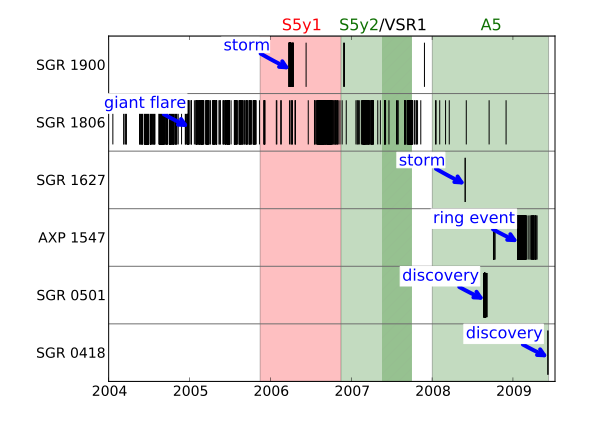 S5y1 S5y2/VSR1 A5
storm
SGR 1900
giant flare
SGR 1806
storm
SGR 1627
ring event
AXP 1547
discovery
SGR 0501
discovery
SGR 0418
2004 2005 2006 2007 2008 2009